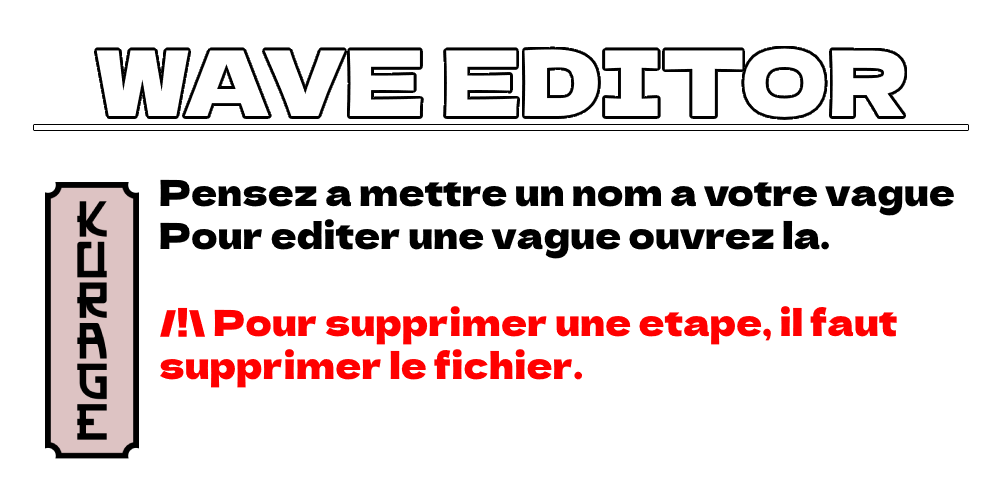 WAVE EDITOR
KURAGE
Pensez a mettre un nom a votre vague
Pour editer une vague ouvrez la.
/!\ Pour supprimer une etape, il faut
supprimer le fichier.